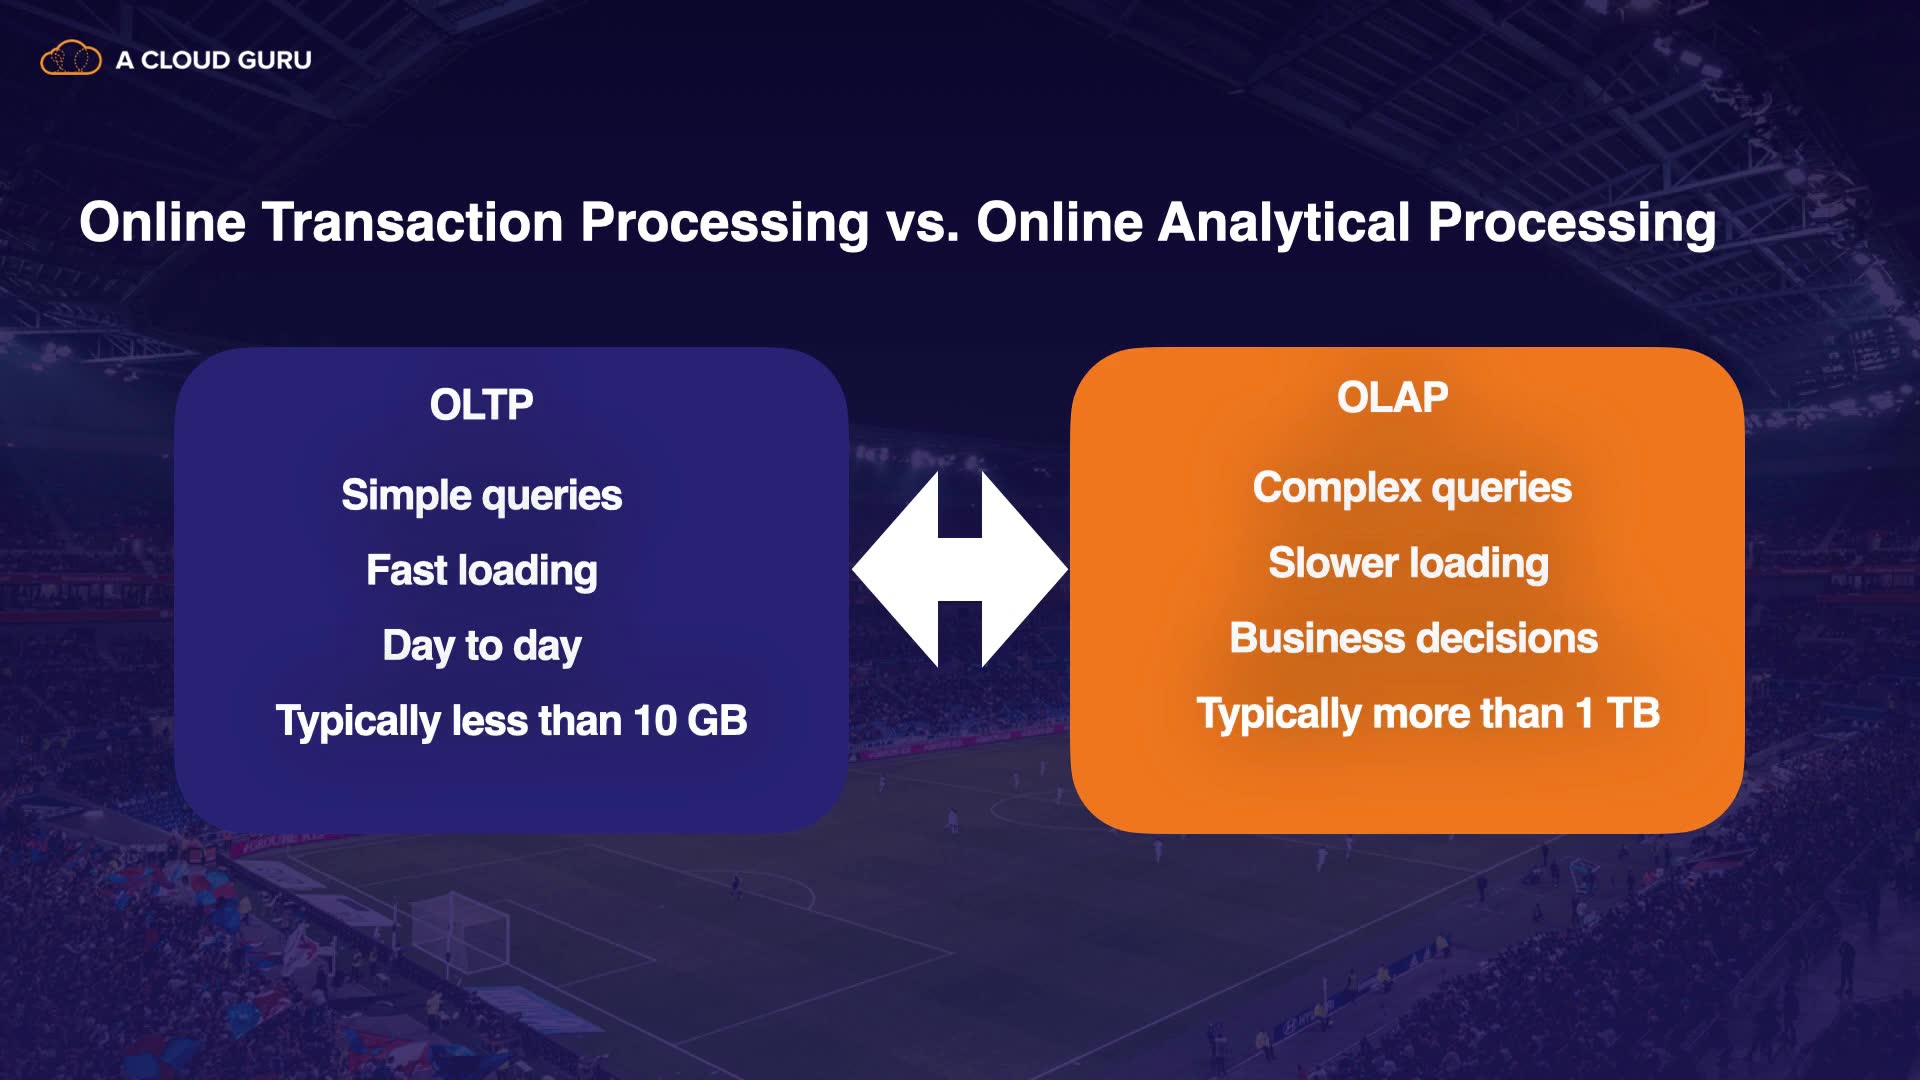 A CLOUD GURU
Online Transaction Processing vs. Online Analytical Processing
OLTP
Simple queries
Fast loading
Day to day
Typically less than 10 GB
OLAP
Complex queries
Slower loading
Business decisions
Typically more than 1 TB